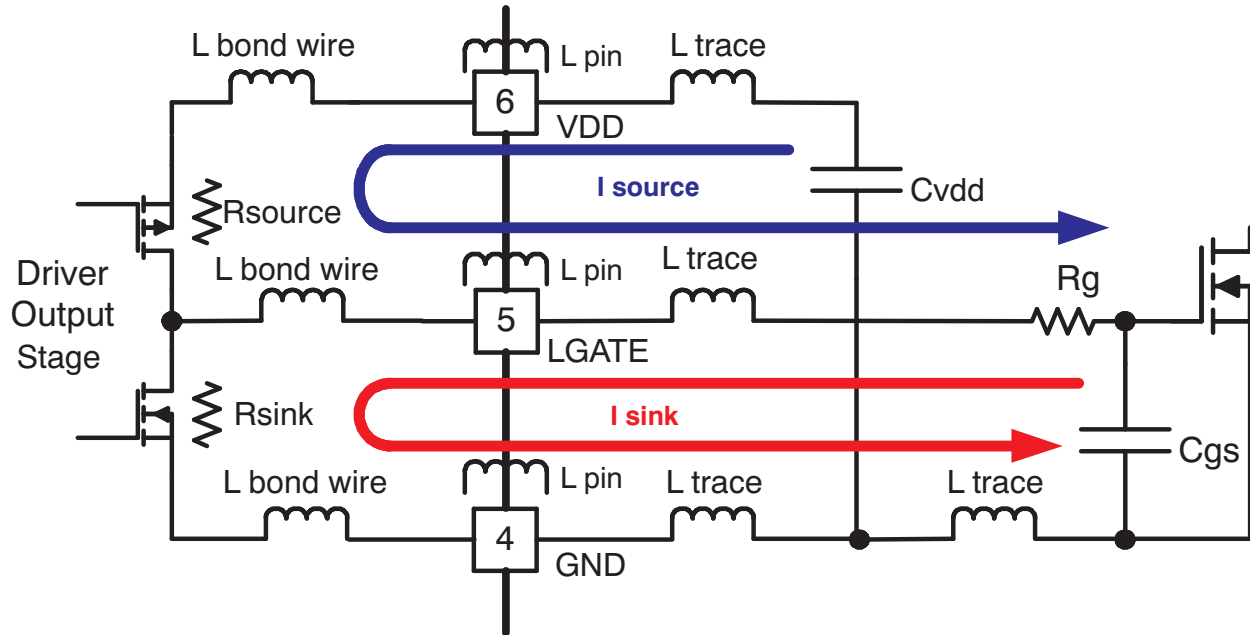 L bond wire
L pin
L trace
6
VDD
I source
Cvdd
Rsource
L bond wire
L pin
L trace
Driver
Output
Stage
Rg
5
LGATE
Rsink
I sink
L bond wire
L pin
L trace
L trace
Cgs
4
GND